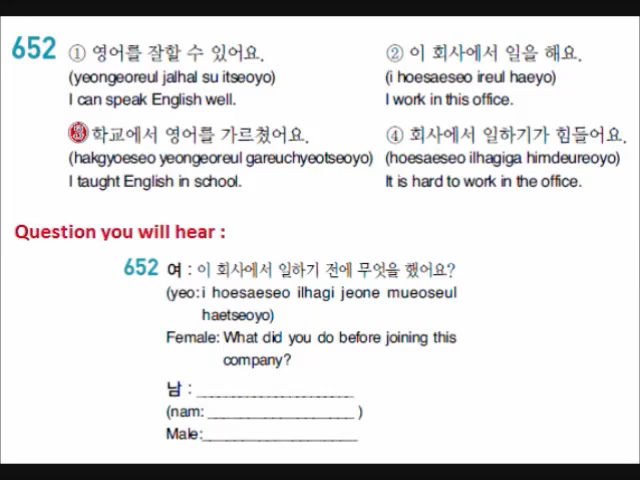 652
① 영어를 잘할 수 있어요.
(yeongeoreul jalhal su itseoyo)
I can speak English well.
② 이 회사에서 일을 해요.
(i hoesaeseo ireul haeyo)
I work in this office.
③ 학교에서 영어를 가르쳤어요.
(hakgyoeseo yeongeoreul gareuchyeotseoyo)
I taught English in school.
④ 회사에서 일하기가 힘들어요.
(hoesaeseo ilhagiga himdeureoyo)
It is hard to work in the office.
Question you will hear :
652 여 : 이 회사에서 일하기 전에 무엇을 했어요?
(yeo: i hoesaeseo ilhagi jeone mueoseul
haetseoyo)
Female: What did you do before joining this
company?
남 : ____________________
(nam: ____________________ )
Male:____________________